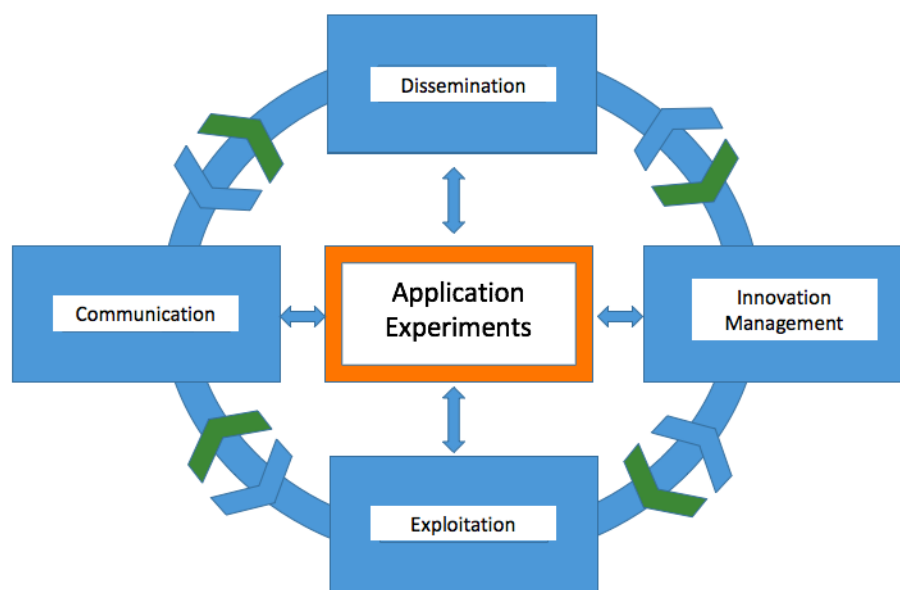 Dissemination
Communication
Application
Experiments
Innovation
Management
Exploitation